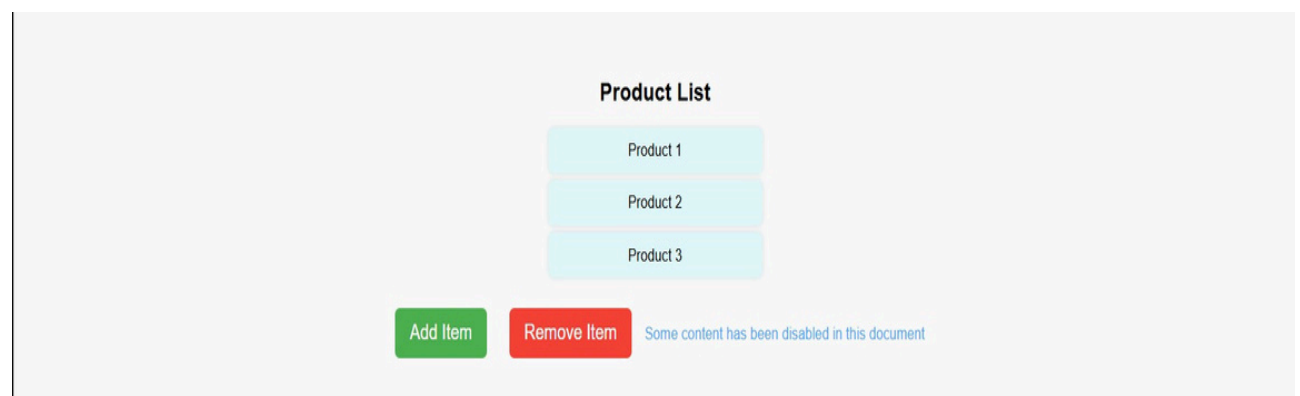 Product List
Product 1
Product 2
Product 3
Add Item Remove Item Some content has been disabled in this document